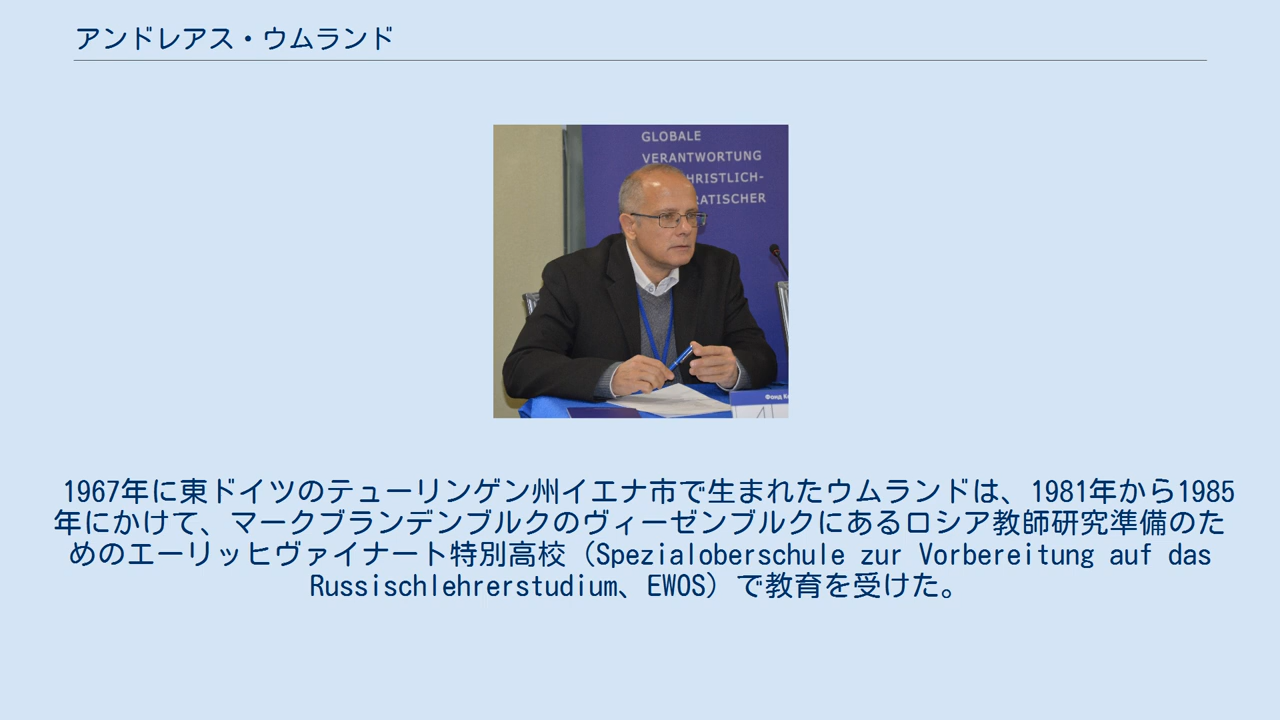 アンドレアス・ウムランド
GLOBALE
VERANTWORTUNG
HRISTLICH-
RATISCHER
Фонд
1967年に東ドイツのテューリンゲン州イエナ市で生まれたウムランドは、1981年から1985
年にかけて、マークブランデンブルクのヴィーゼンブルクにあるロシア教師研究準備のた
めのエーリッヒヴァイナート特別高校（Spezialoberschule zur Vorbereitung auf das
Russischlehrerstudium、EWOS）で教育を受けた。